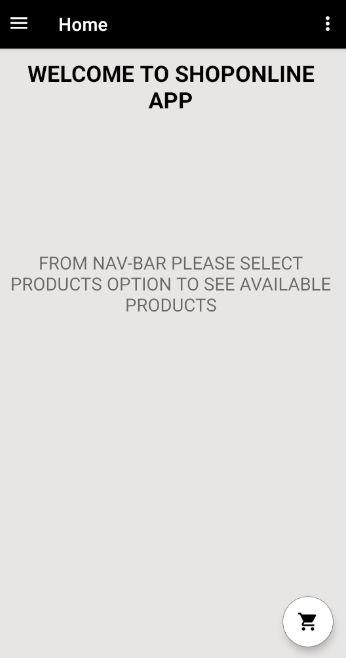 Home
WELCOME TO SHOPONLINE
APP
FROM NAV-BAR PLEASE SELECT
PRODUCTS OPTION TO SEE AVAILABLE
PRODUCTS